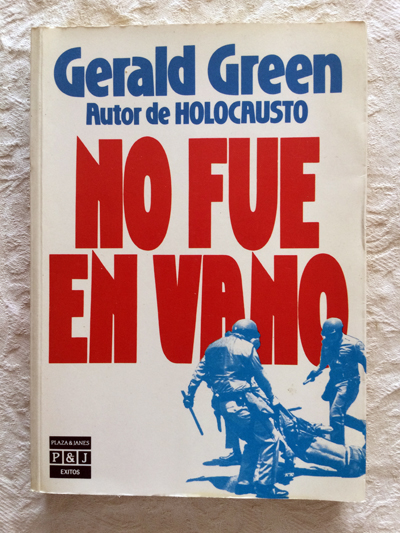 Gerald Green
Autor de HOLOCAUSTO
NO FUE
EN VANO
PLAZA & JANES
P & J
EXITOS